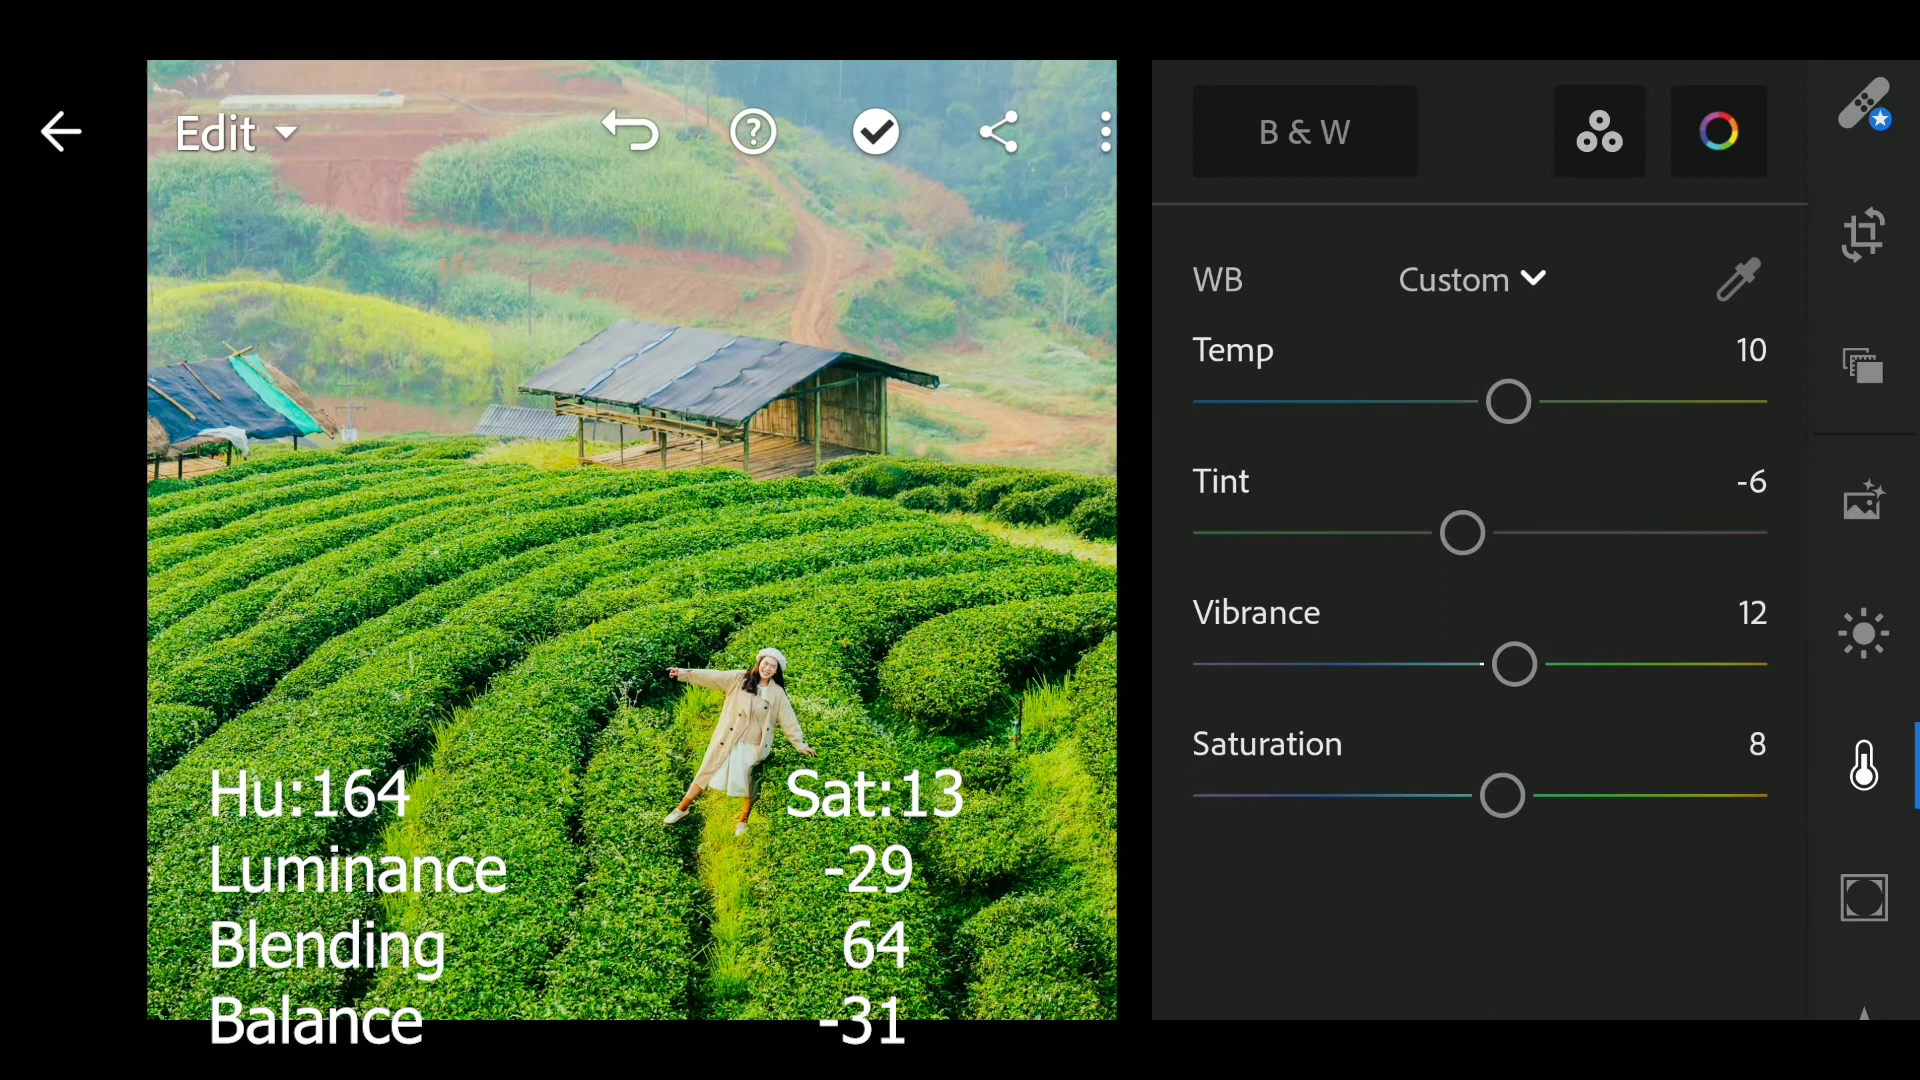 Edit
B & W
WB Custom
Temp 10
Tint -6
Vibrance 12
Saturation 8
Hu:164 Sat:13
Luminance -29
Blending 64
Balance -31